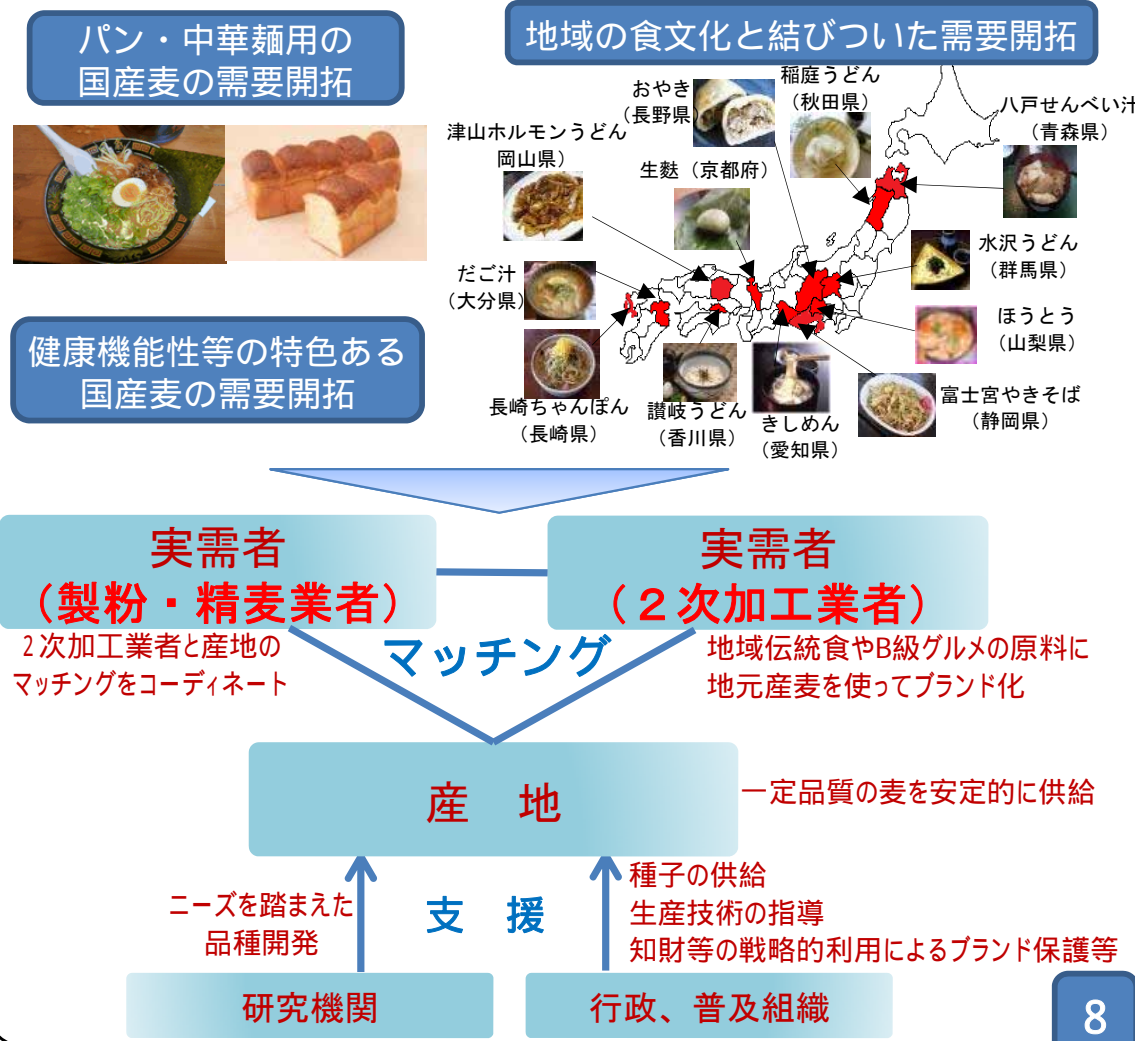 パン・中華麺用の
国産麦の需要開拓
地域の食文化と結びついた需要開拓
おやき
（長野県）
稲庭うどん
（秋田県）
八戸せんべい汁
（青森県）
津山ホルモンうどん
岡山県）
生麩（京都府）
水沢うどん
（群馬県）
だご汁
（大分県）
ほうとう
（山梨県）
健康機能性等の特色ある
国産麦の需要開拓
長崎ちゃんぽん
（長崎県）
讃岐うどん
（香川県）
きしめん
（愛知県）
富士宮やきそば
（静岡県）
実需者
（製粉・精麦業者）
実需者
（２次加工業者）
2次加工業者と産地の
マッチングをコーディネート
マッチング
地域伝統食やB級グルメの原料に
地元産麦を使ってブランド化
産　地
一定品質の麦を安定的に供給
ニーズを踏まえた
品種開発
支　援
種子の供給
生産技術の指導
知財等の戦略的利用によるブランド保護等
研究機関
行政、普及組織
8